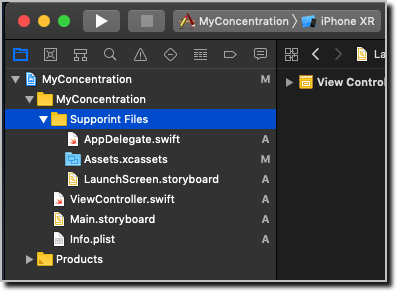 MyConcentration iPhone XR
La
MyConcentration M
View Contro
MyConcentration
Supporint Files
AppDelegate.swift A
Assets.xcassets M
LaunchScreen.storyboard A
ViewController.swift A
Main.storyboard A
Info.plist A
Products